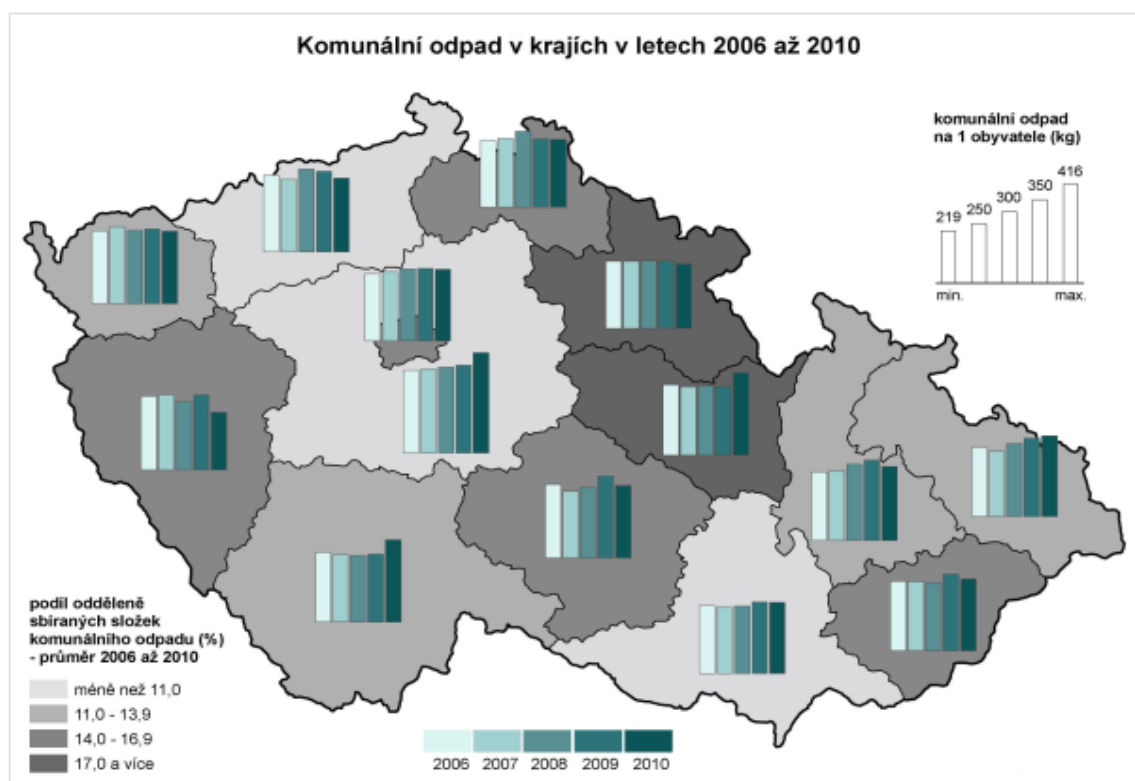 Komunální odpad v krajích v letech 2006 až 2010
komunální odpad
na 1 obyvatele (kg)
219 250 300 350 416
min. max.
podíl odděleně
sbíraných složek
komunálního odpadu (%)
- průměr 2006 až 2010
méně než 11,0
11,0 - 13,9
14,0 - 16,9
17,0 a více
2006 2007 2008 2009 2010